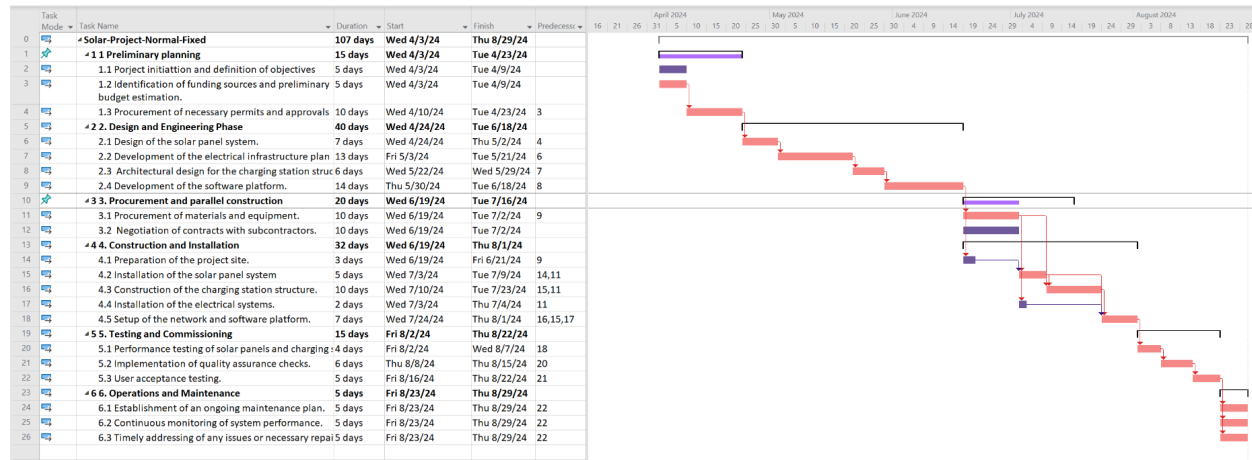 Task Mode Task Name Duration Start Finish Predecess
April 2024 May 2024 June 2024 July 2024 August 2024
16 21 26 31 5 10 15 20 25 30 5 10 15 20 25 30 4 9 14 19 24 29 4 9 14 19 24 29 3 8 13 18 23 28
0 Solar-Project-Normal-Fixed 107 days Wed 4/3/24 Thu 8/29/24
1 1 1 Preliminary planning 15 days Wed 4/3/24 Tue 4/23/24
2 1.1 Porject initiattion and definition of objectives 5 days Wed 4/3/24 Tue 4/9/24
3 1.2 Identification of funding sources and preliminary budget estimation. 5 days Wed 4/3/24 Tue 4/9/24
4 1.3 Procurement of necessary permits and approvals 10 days Wed 4/10/24 Tue 4/23/24 3
5 2 2. Design and Engineering Phase 40 days Wed 4/24/24 Tue 6/18/24
6 2.1 Design of the solar panel system. 7 days Wed 4/24/24 Thu 5/2/24 4
7 2.2 Development of the electrical infrastructure plan 13 days Fri 5/3/24 Tue 5/21/24 6
8 2.3 Architectural design for the charging station struc 6 days Wed 5/22/24 Wed 5/29/24 7
9 2.4 Development of the software platform. 14 days Thu 5/30/24 Tue 6/18/24 8
10 3 3. Procurement and parallel construction 20 days Wed 6/19/24 Tue 7/16/24
11 3.1 Procurement of materials and equipment. 10 days Wed 6/19/24 Tue 7/2/24 9
12 3.2 Negotiation of contracts with subcontractors. 10 days Wed 6/19/24 Tue 7/2/24
13 4 4. Construction and Installation 32 days Wed 6/19/24 Thu 8/1/24
14 4.1 Preparation of the project site. 3 days Wed 6/19/24 Fri 6/21/24 9
15 4.2 Installation of the solar panel system 5 days Wed 7/3/24 Tue 7/9/24 14,11
16 4.3 Construction of the charging station structure. 10 days Wed 7/10/24 Tue 7/23/24 15,11
17 4.4 Installation of the electrical systems. 2 days Wed 7/3/24 Thu 7/4/24 11
18 4.5 Setup of the network and software platform. 7 days Wed 7/24/24 Thu 8/1/24 16,15,17
19 5 5. Testing and Commissioning 15 days Fri 8/2/24 Thu 8/22/24
20 5.1 Performance testing of solar panels and charging 4 days Fri 8/2/24 Wed 8/7/24 18
21 5.2 Implementation of quality assurance checks. 6 days Thu 8/8/24 Thu 8/15/24 20
22 5.3 User acceptance testing. 5 days Fri 8/16/24 Thu 8/22/24 21
23 6 6. Operations and Maintenance 5 days Fri 8/23/24 Thu 8/29/24
24 6.1 Establishment of an ongoing maintenance plan. 5 days Fri 8/23/24 Thu 8/29/24 22
25 6.2 Continuous monitoring of system performance. 5 days Fri 8/23/24 Thu 8/29/24 22
26 6.3 Timely addressing of any issues or necessary repai 5 days Fri 8/23/24 Thu 8/29/24 22